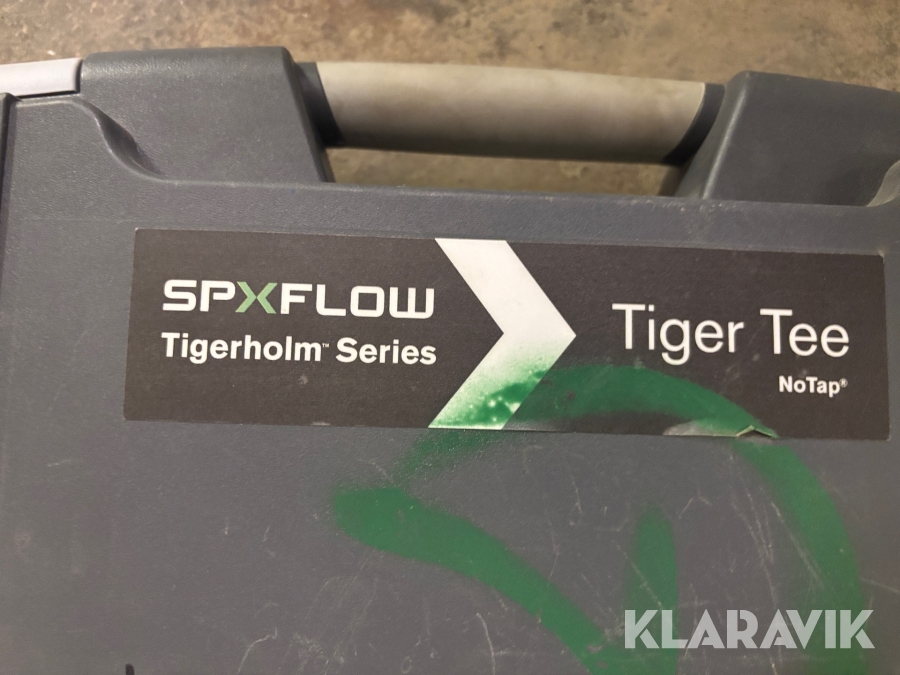 SPXFLOW
Tigerholm™ Series
Tiger Tee
NoTap®
KLARAVIK